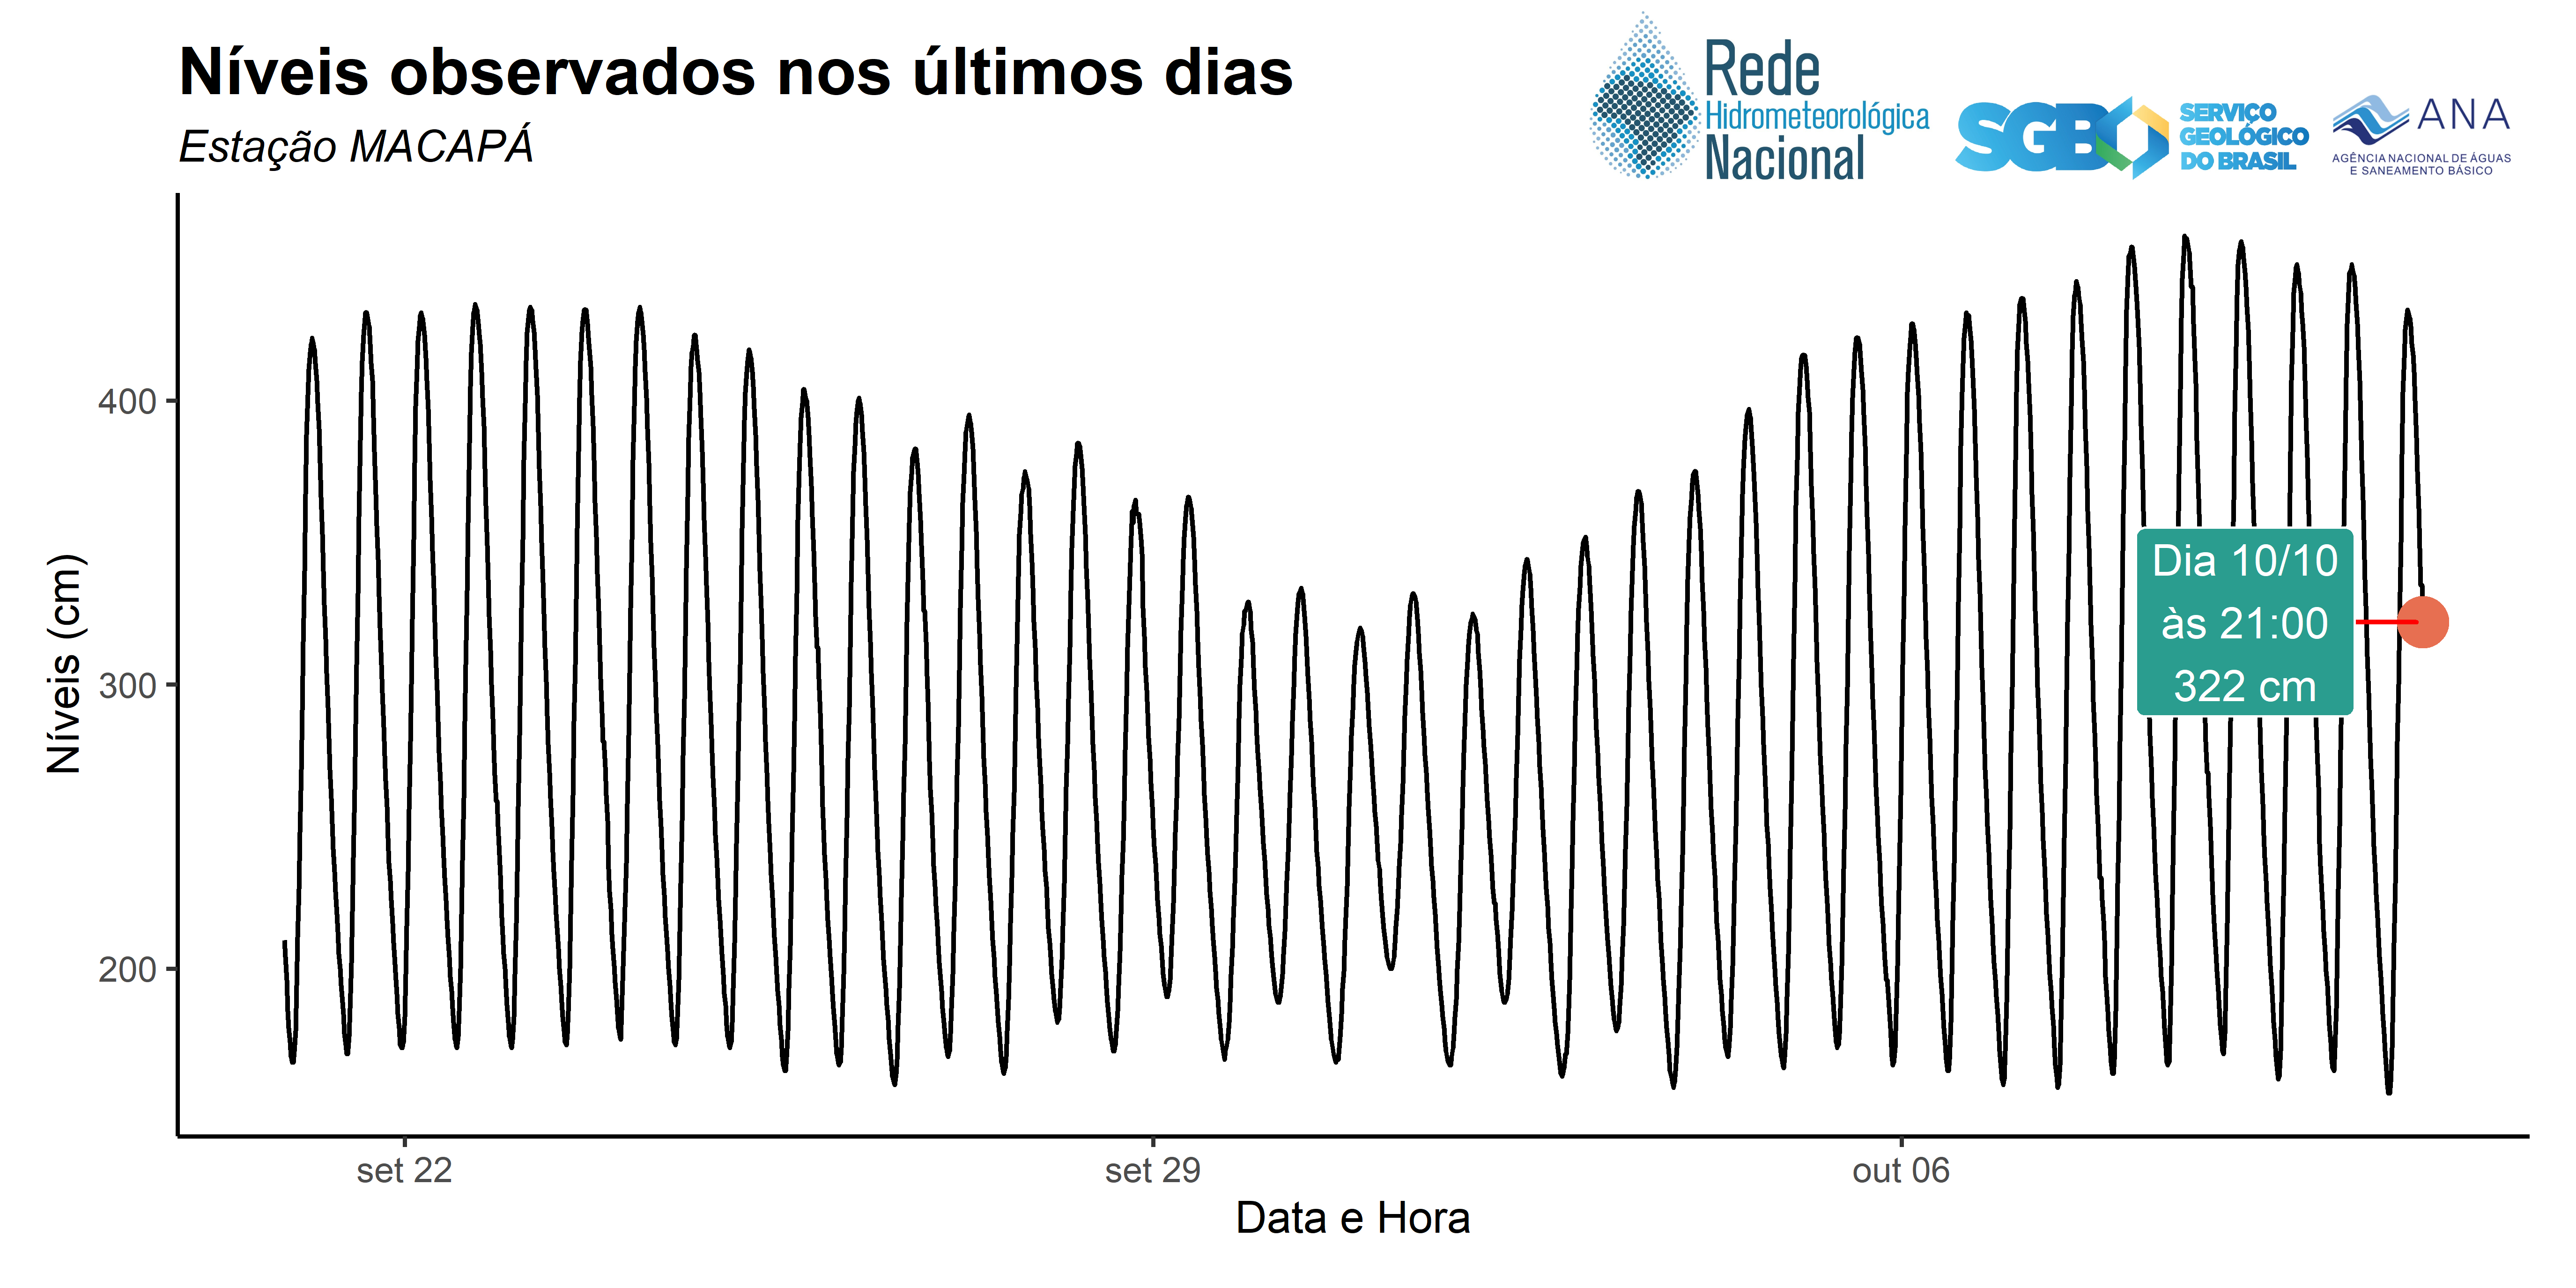 Níveis observados nos últimos dias
Estação MACAPÁ
Rede
Hidrometeorológica
Nacional
SGB
SERVIÇO
GEOLÓGICO
DO BRASIL
ANA
AGÊNCIA NACIONAL DE ÁGUAS
E SANEAMENTO BÁSICO
Níveis (cm)
400
300
200
Dia 10/10
às 21:00
322 cm
set 22
set 29
out 06
Data e Hora